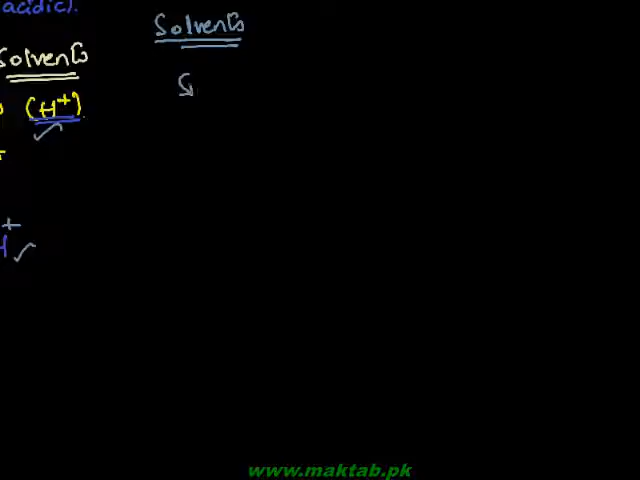 acidic).
Solvents
Solvents
(H+)
+
H
www.maktab.pk